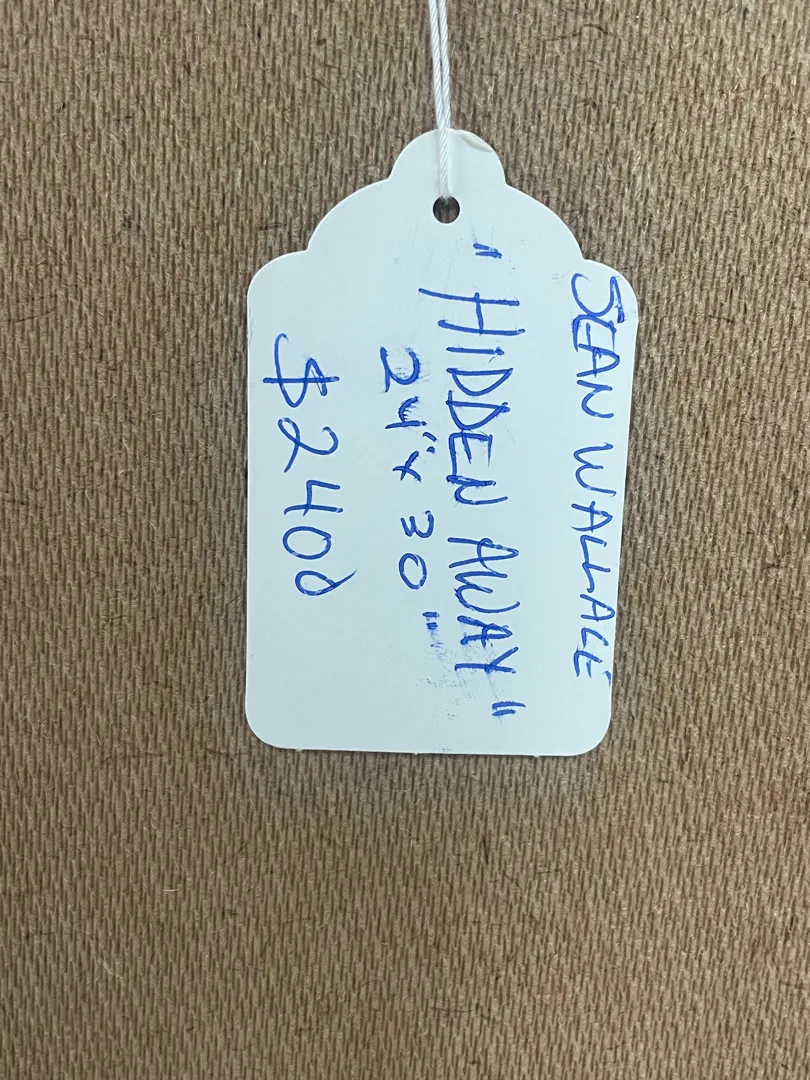 SEAN WALLACE
"HIDDEN AWAY"
24" x 30"
$2400